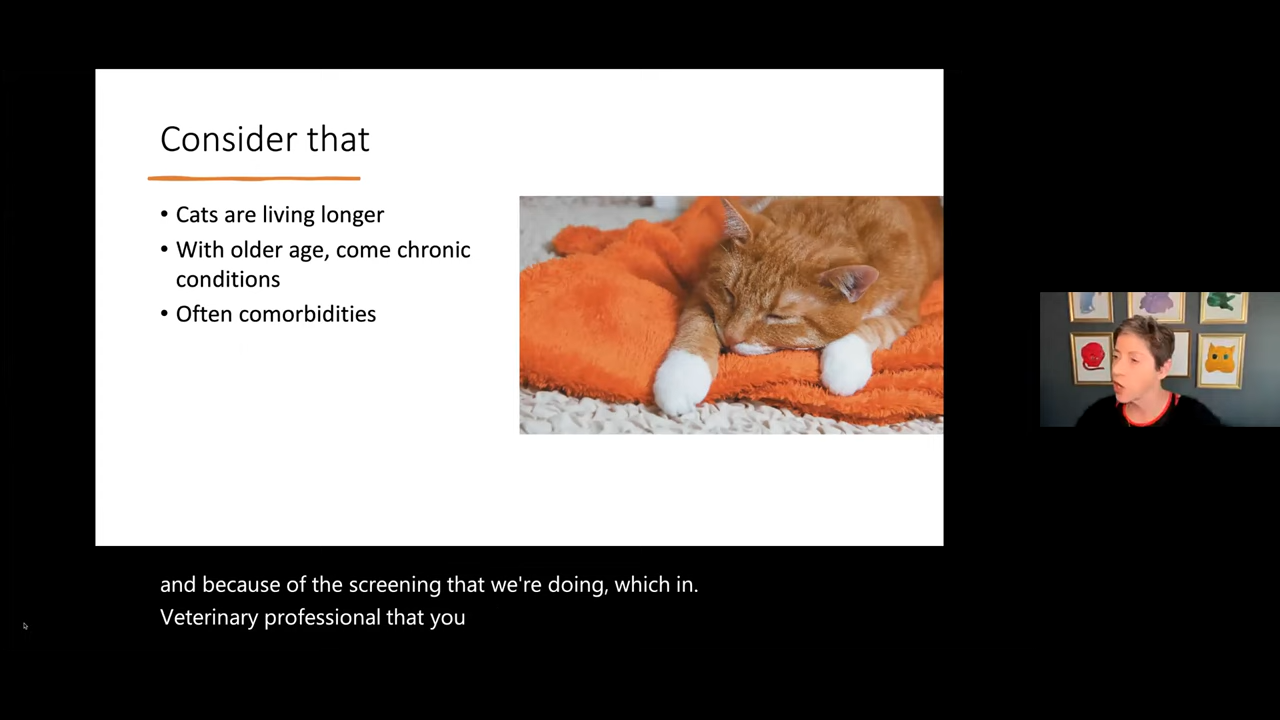 Consider that
• Cats are living longer
• With older age, come chronic
conditions
• Often comorbidities
and because of the screening that we're doing, which in.
Veterinary professional that you